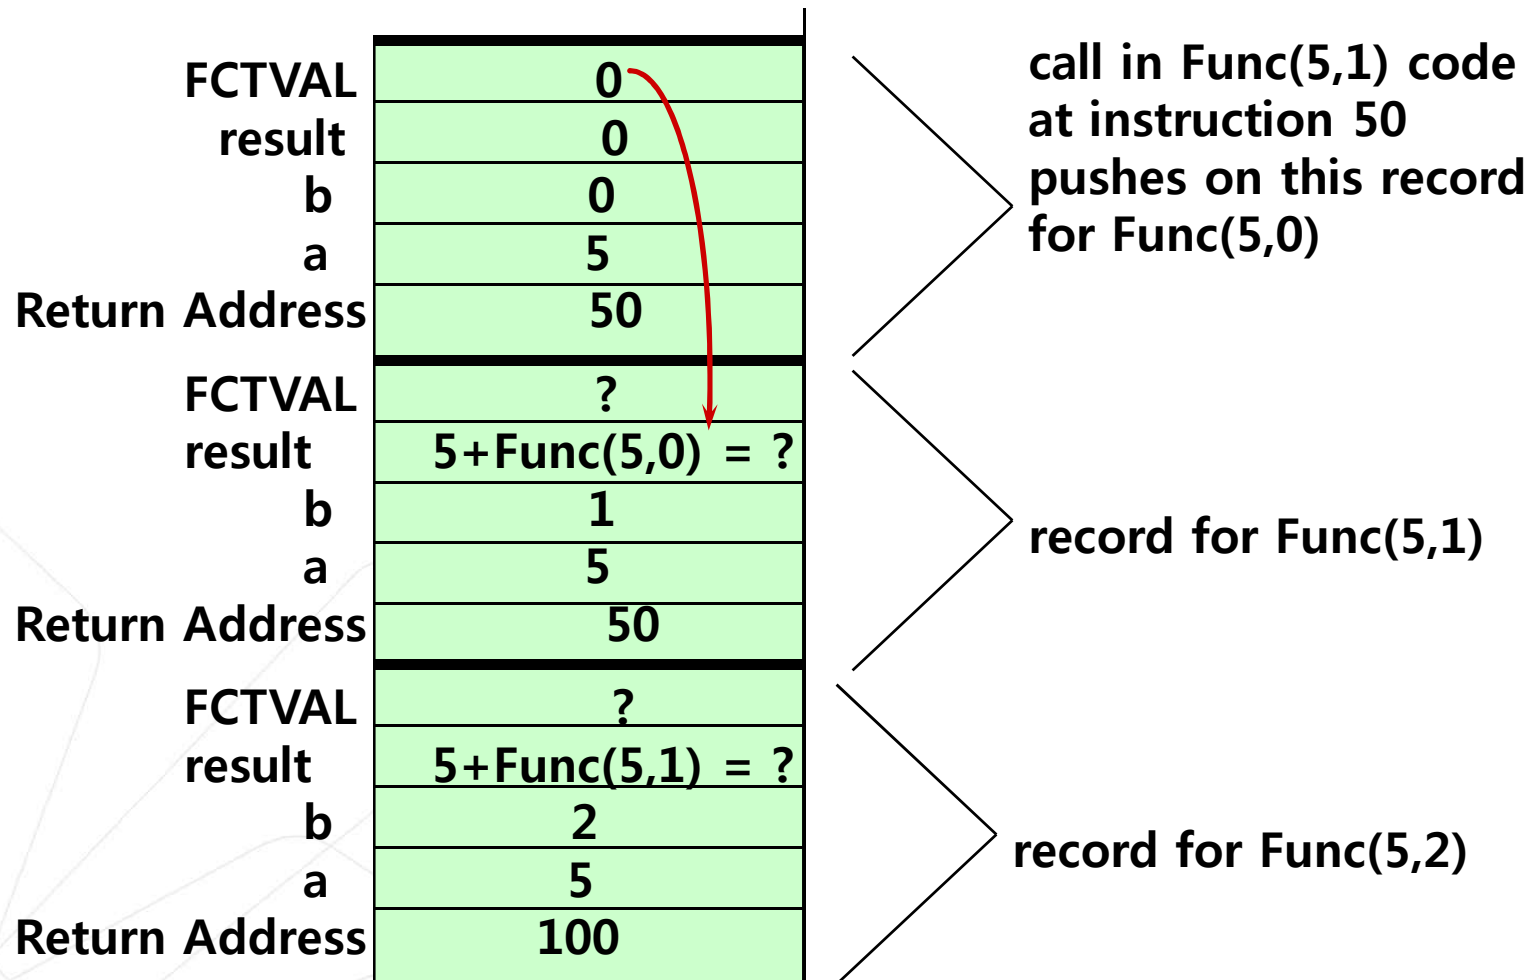 FCTVAL 0
result 0
b 0
a 5
Return Address 50
call in Func(5,1) code
at instruction 50
pushes on this record
for Func(5,0)
FCTVAL ?
result 5+Func(5,0) = ?
b 1
a 5
Return Address 50
record for Func(5,1)
FCTVAL ?
result 5+Func(5,1) = ?
b 2
a 5
Return Address 100
record for Func(5,2)